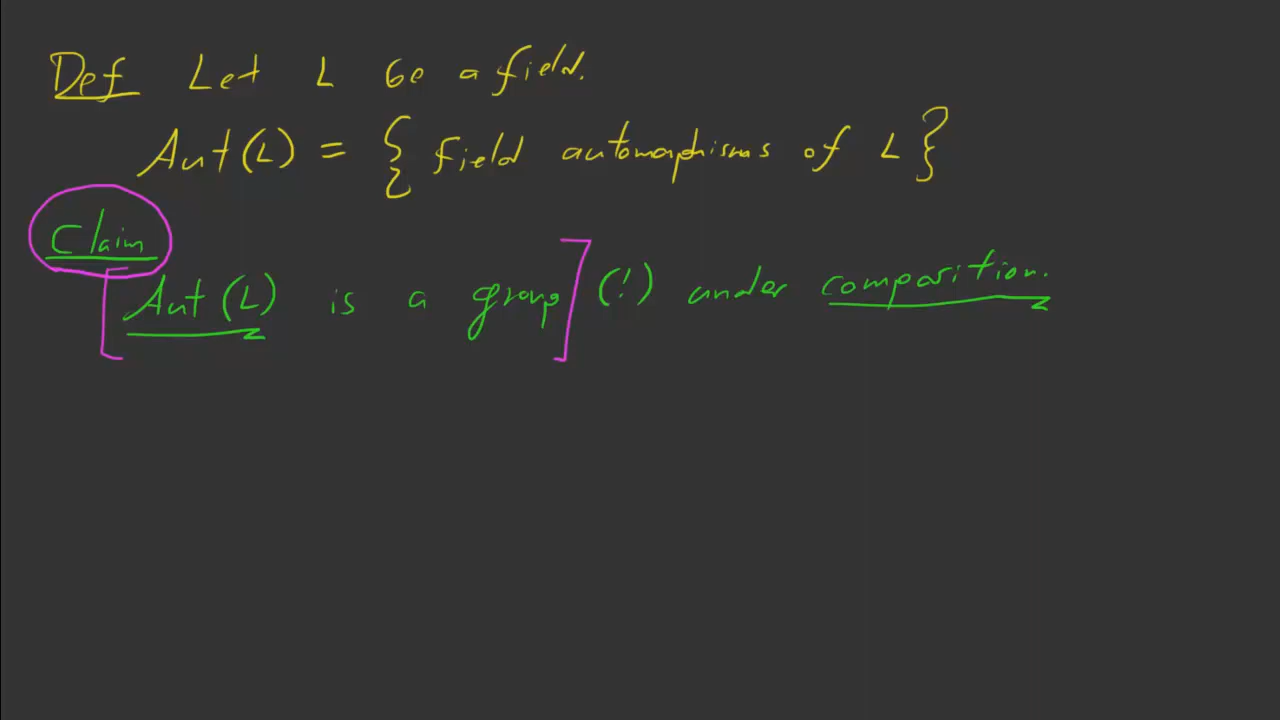 Def Let L be a field.
Aut(L) = { field automorphisms of L }
Claim
[Aut(L) is a group] (!) under composition.